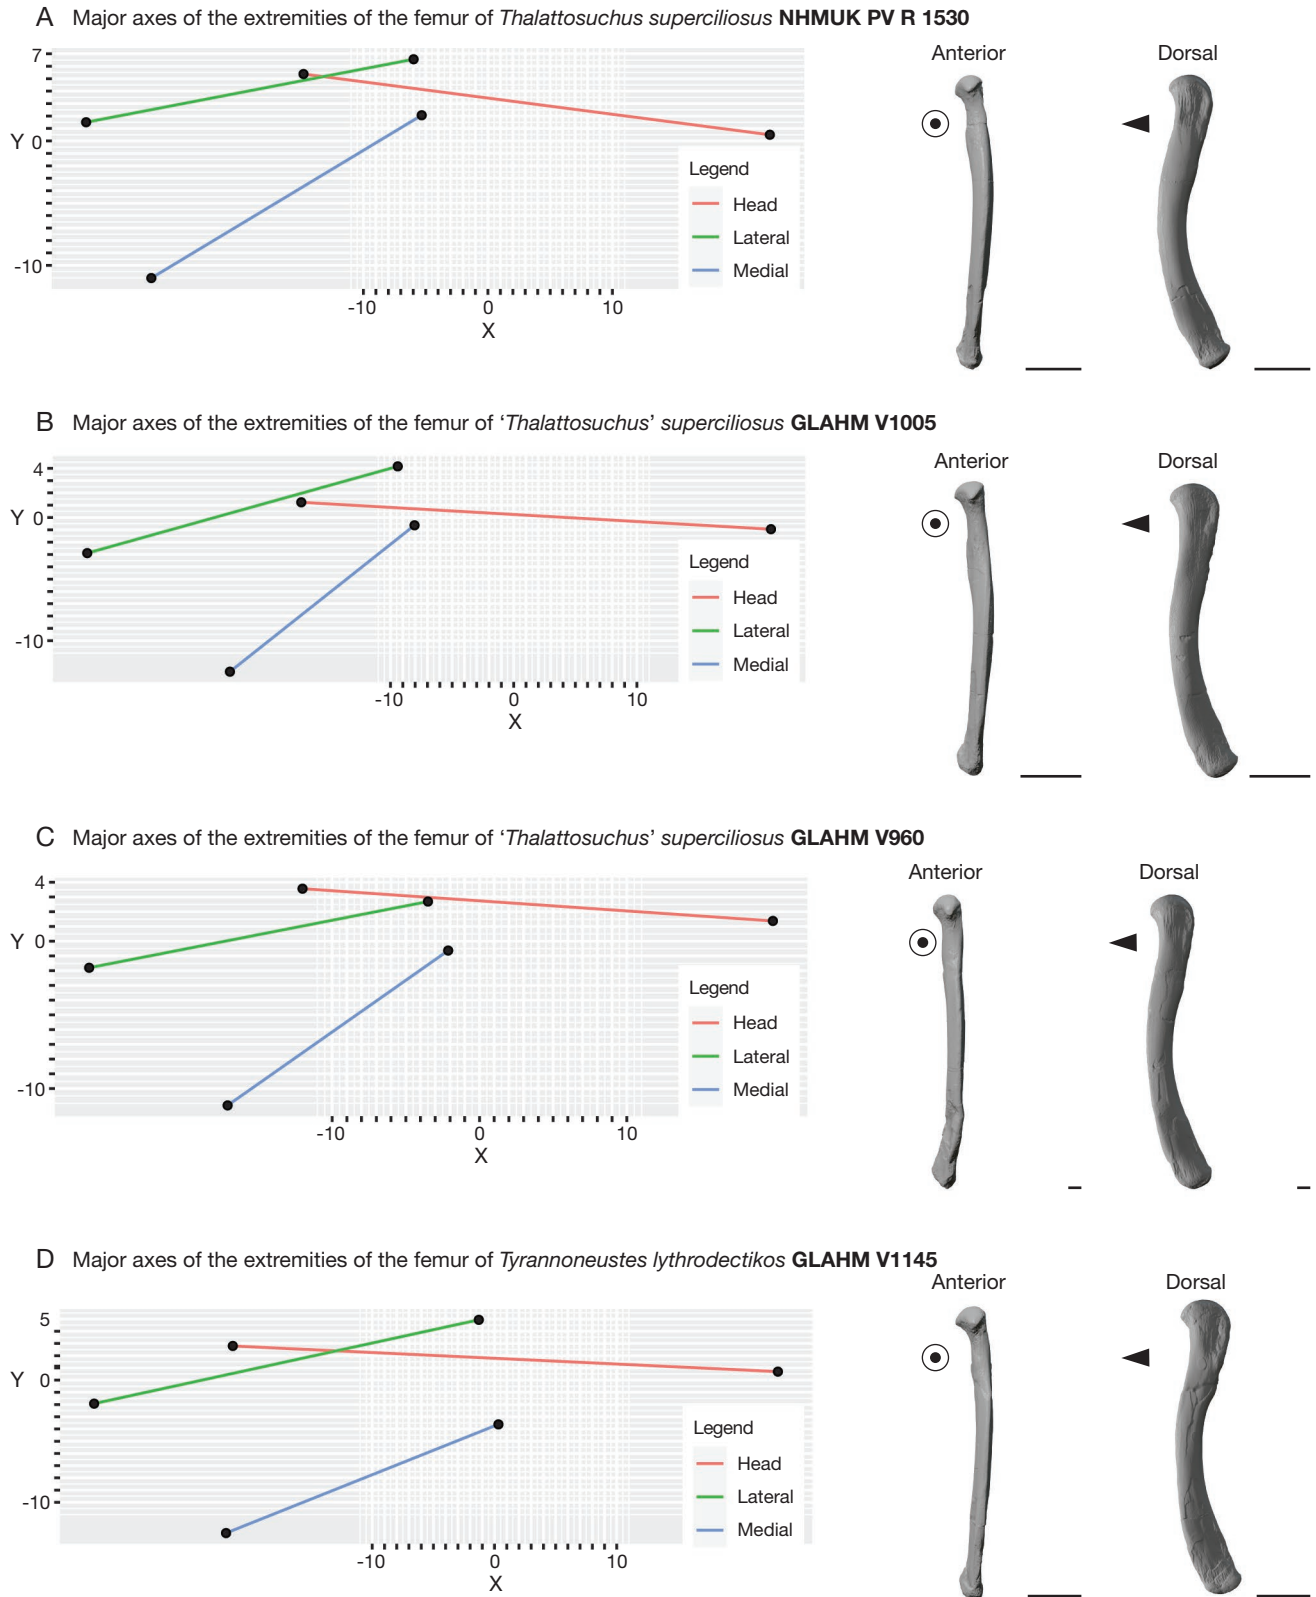 A Major axes of the extremities of the femur of Thalattosuchus superciliosus NHMUK PV R 1530
Anterior
Dorsal
7
Y 0
-10
-10 0 10
X
Legend
Head
Lateral
Medial
B Major axes of the extremities of the femur of ‘Thalattosuchus’ superciliosus GLAHM V1005
Anterior
Dorsal
4
Y 0
-10
-10 0 10
X
Legend
Head
Lateral
Medial
C Major axes of the extremities of the femur of ‘Thalattosuchus’ superciliosus GLAHM V960
Anterior
Dorsal
4
Y 0
-10
-10 0 10
X
Legend
Head
Lateral
Medial
D Major axes of the extremities of the femur of Tyrannoneustes lythrodectikos GLAHM V1145
Anterior
Dorsal
5
Y 0
-10
-10 0 10
X
Legend
Head
Lateral
Medial